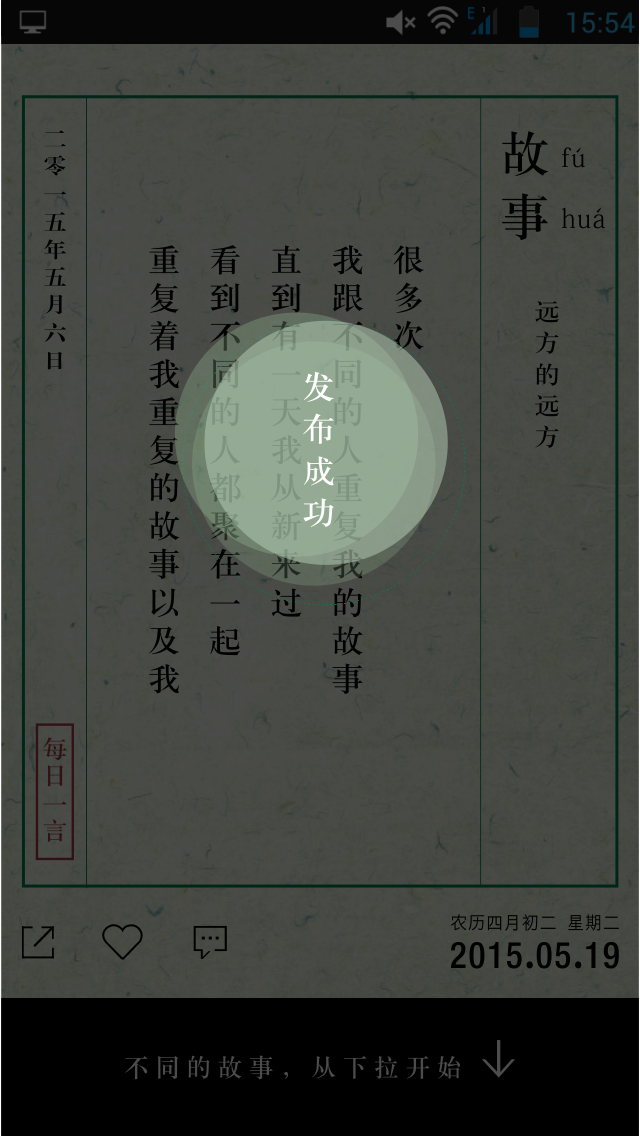 E
15:54
故事
fú
huá
远方的远方
很多次
我跟不同的人重复我的故事
直到有一天我从新来过
看到不同的人都聚在一起
重复着我重复的故事以及我
二零一五年五月六日
每日一言
发布成功
农历四月初二 星期二
2015.05.19
不同的故事，从下拉开始